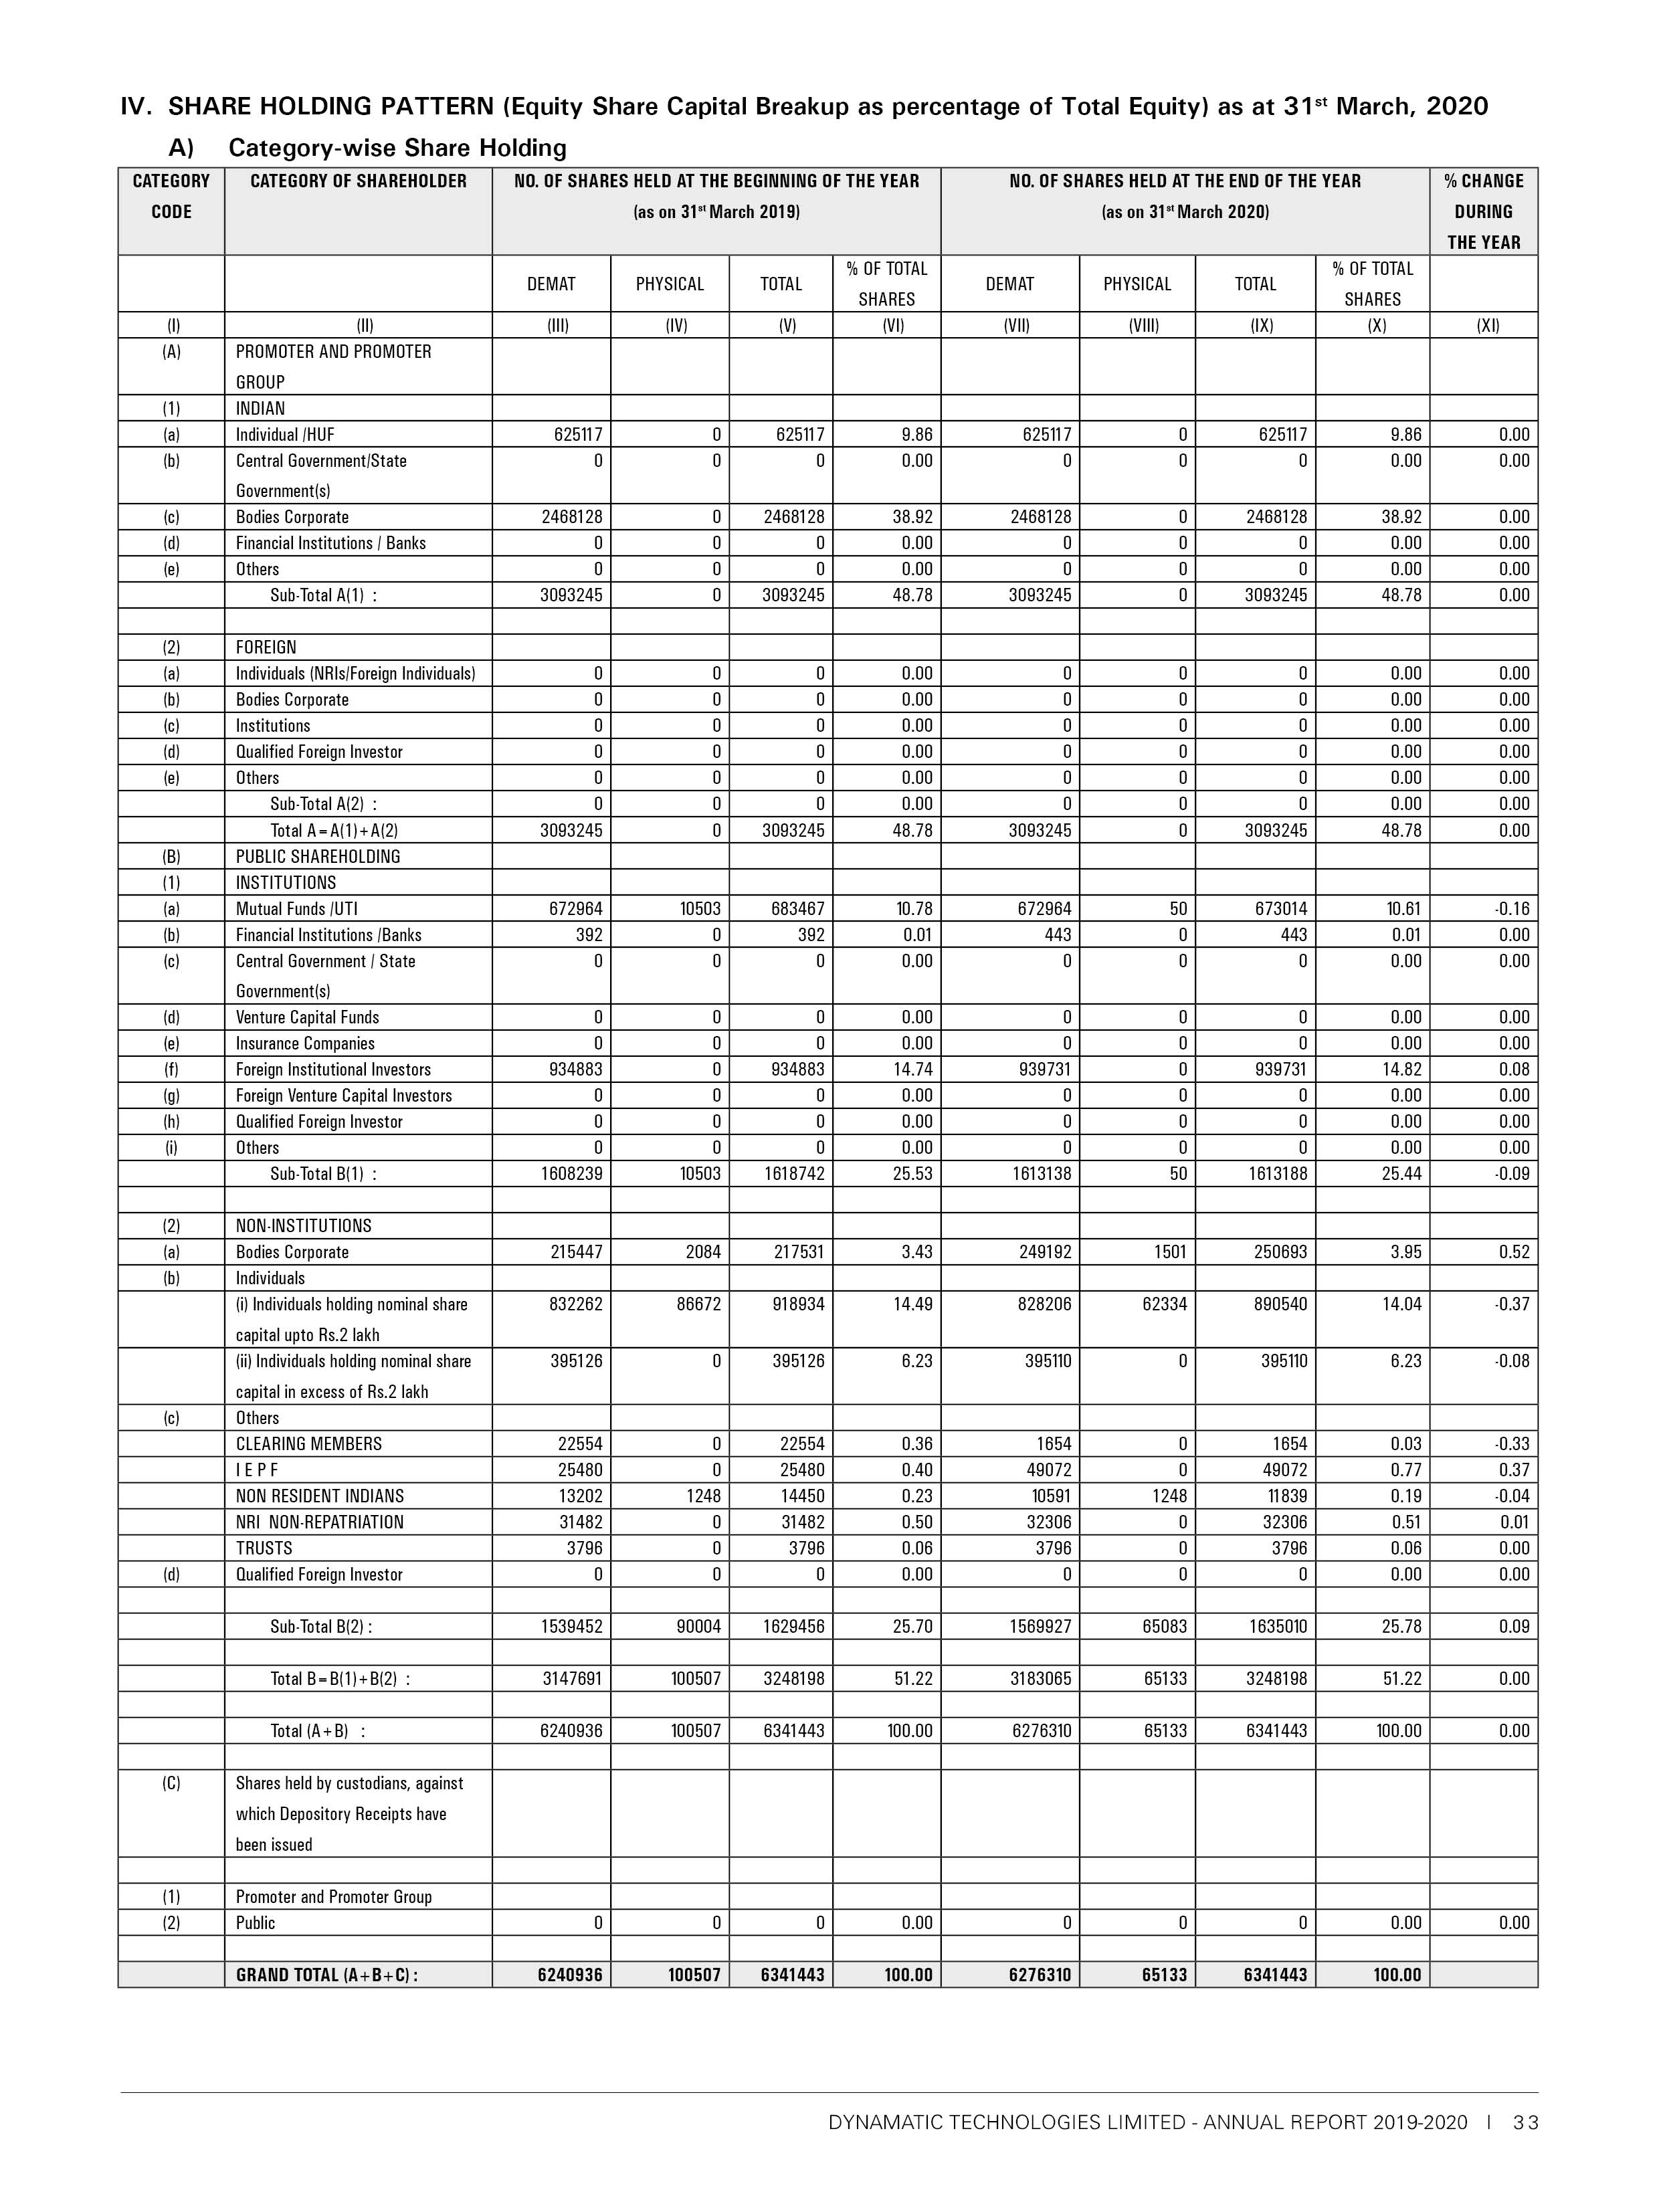 IV. SHARE HOLDING PATTERN (Equity Share Capital Breakup as percentage of Total Equity) as at 31st March, 2020
A) Category-wise Share Holding
CATEGORY CODE CATEGORY OF SHAREHOLDER NO. OF SHARES HELD AT THE BEGINNING OF THE YEAR (as on 31st March 2019) NO. OF SHARES HELD AT THE END OF THE YEAR (as on 31st March 2020) % CHANGE DURING THE YEAR
DEMAT PHYSICAL TOTAL % OF TOTAL SHARES DEMAT PHYSICAL TOTAL % OF TOTAL SHARES
(I) (II) (III) (IV) (V) (VI) (VII) (VIII) (IX) (X) (XI)
(A) PROMOTER AND PROMOTER
GROUP
(1) INDIAN
(a) Individual /HUF 625117 0 625117 9.86 625117 0 625117 9.86 0.00
(b) Central Government/State 0 0 0 0.00 0 0 0 0.00 0.00
Government(s)
(c) Bodies Corporate 2468128 0 2468128 38.92 2468128 0 2468128 38.92 0.00
(d) Financial Institutions / Banks 0 0 0 0.00 0 0 0 0.00 0.00
(e) Others 0 0 0 0.00 0 0 0 0.00 0.00
Sub-Total A(1) : 3093245 0 3093245 48.78 3093245 0 3093245 48.78 0.00
(2) FOREIGN
(a) Individuals (NRIs/Foreign Individuals) 0 0 0 0.00 0 0 0 0.00 0.00
(b) Bodies Corporate 0 0 0 0.00 0 0 0 0.00 0.00
(c) Institutions 0 0 0 0.00 0 0 0 0.00 0.00
(d) Qualified Foreign Investor 0 0 0 0.00 0 0 0 0.00 0.00
(e) Others 0 0 0 0.00 0 0 0 0.00 0.00
Sub-Total A(2) : 0 0 0 0.00 0 0 0 0.00 0.00
Total A=A(1)+A(2) 3093245 0 3093245 48.78 3093245 0 3093245 48.78 0.00
(B) PUBLIC SHAREHOLDING
(1) INSTITUTIONS
(a) Mutual Funds /UTI 672964 10503 683467 10.78 672964 50 673014 10.61 -0.16
(b) Financial Institutions /Banks 392 0 392 0.01 443 0 443 0.01 0.00
(c) Central Government / State 0 0 0 0.00 0 0 0 0.00 0.00
Government(s)
(d) Venture Capital Funds 0 0 0 0.00 0 0 0 0.00 0.00
(e) Insurance Companies 0 0 0 0.00 0 0 0 0.00 0.00
(f) Foreign Institutional Investors 934883 0 934883 14.74 939731 0 939731 14.82 0.08
(g) Foreign Venture Capital Investors 0 0 0 0.00 0 0 0 0.00 0.00
(h) Qualified Foreign Investor 0 0 0 0.00 0 0 0 0.00 0.00
(i) Others 0 0 0 0.00 0 0 0 0.00 0.00
Sub-Total B(1) : 1608239 10503 1618742 25.53 1613138 50 1613188 25.44 -0.09
(2) NON-INSTITUTIONS
(a) Bodies Corporate 215447 2084 217531 3.43 249192 1501 250693 3.95 0.52
(b) Individuals
(i) Individuals holding nominal share 832262 86672 918934 14.49 828206 62334 890540 14.04 -0.37
capital upto Rs.2 lakh
(ii) Individuals holding nominal share 395126 0 395126 6.23 395110 0 395110 6.23 -0.08
capital in excess of Rs.2 lakh
(c) Others
CLEARING MEMBERS 22554 0 22554 0.36 1654 0 1654 0.03 -0.33
I E P F 25480 0 25480 0.40 49072 0 49072 0.77 0.37
NON RESIDENT INDIANS 13202 1248 14450 0.23 10591 1248 11839 0.19 -0.04
NRI NON-REPATRIATION 31482 0 31482 0.50 32306 0 32306 0.51 0.01
TRUSTS 3796 0 3796 0.06 3796 0 3796 0.06 0.00
(d) Qualified Foreign Investor 0 0 0 0.00 0 0 0 0.00 0.00
Sub-Total B(2) : 1539452 90004 1629456 25.70 1569927 65083 1635010 25.78 0.09
Total B=B(1)+B(2) : 3147691 100507 3248198 51.22 3183065 65133 3248198 51.22 0.00
Total (A+B) : 6240936 100507 6341443 100.00 6276310 65133 6341443 100.00 0.00
(C) Shares held by custodians, against
which Depository Receipts have
been issued
(1) Promoter and Promoter Group
(2) Public 0 0 0 0.00 0 0 0 0.00 0.00
GRAND TOTAL (A+B+C) : 6240936 100507 6341443 100.00 6276310 65133 6341443 100.00
DYNAMATIC TECHNOLOGIES LIMITED - ANNUAL REPORT 2019-2020 I 33